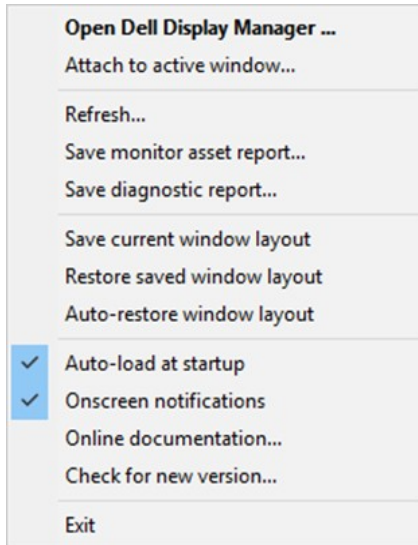 Open Dell Display Manager ...
Attach to active window...
Refresh...
Save monitor asset report...
Save diagnostic report...
Save current window layout
Restore saved window layout
Auto-restore window layout
Auto-load at startup
Onscreen notifications
Online documentation...
Check for new version...
Exit